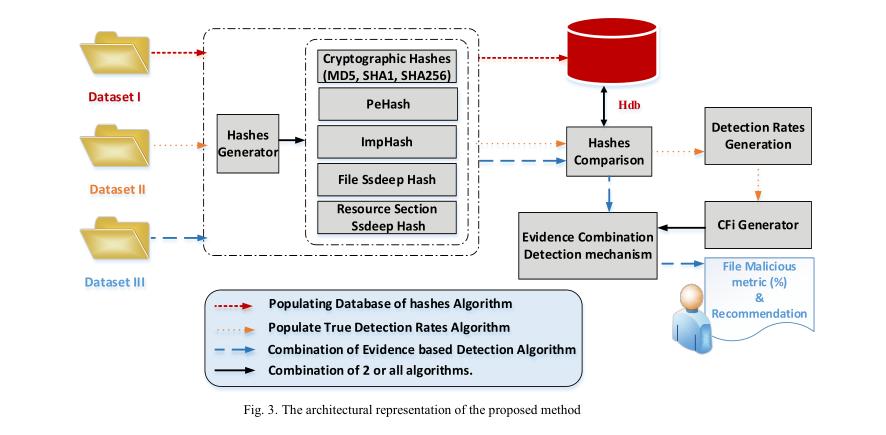 Dataset I
Dataset II
Dataset III
Hashes
Generator
Cryptographic Hashes
(MD5, SHA1, SHA256)
PeHash
ImpHash
File Ssdeep Hash
Resource Section
Ssdeep Hash
Hdb
Hashes
Comparison
Detection Rates
Generation
CFi Generator
Evidence Combination
Detection mechanism
File Malicious
metric (%)
&
Recommendation
Populating Database of hashes Algorithm
Populate True Detection Rates Algorithm
Combination of Evidence based Detection Algorithm
Combination of 2 or all algorithms.
Fig. 3. The architectural representation of the proposed method